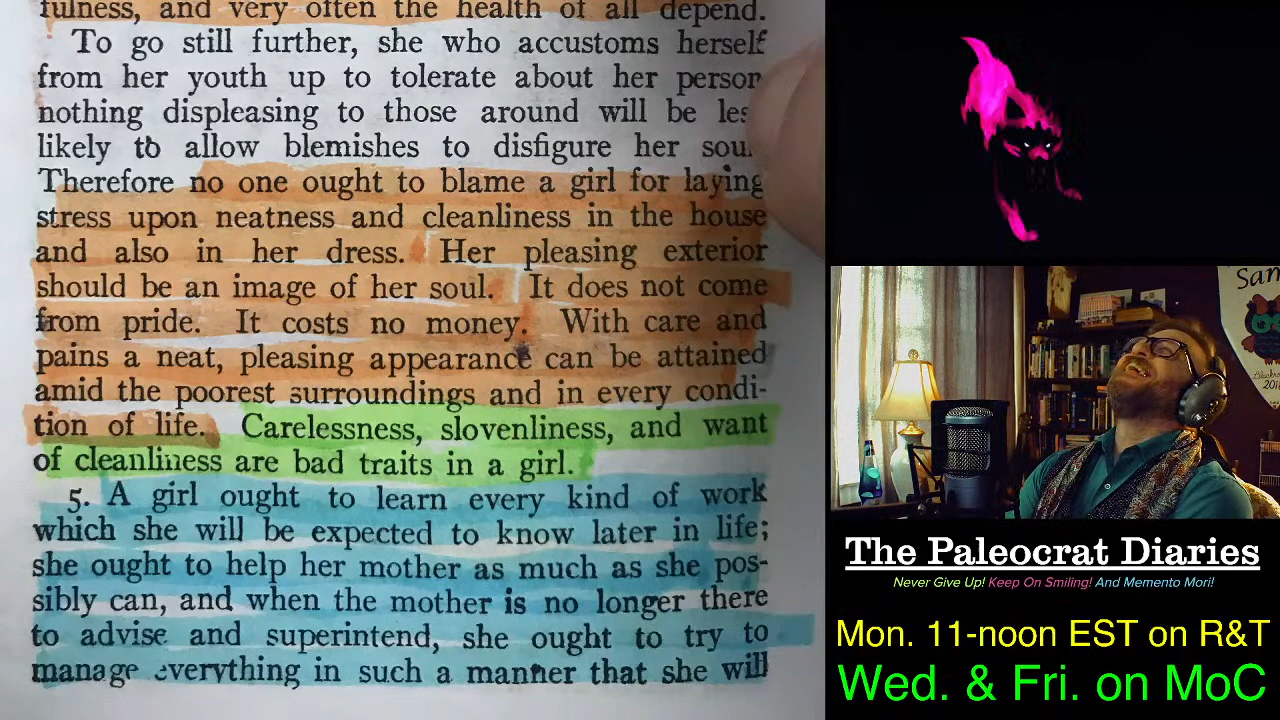 fulness, and very often the health of all depend.
To go still further, she who accustoms herself
from her youth up to tolerate about her person
nothing displeasing to those around will be les
likely to allow blemishes to disfigure her soul.
Therefore no one ought to blame a girl for laying
stress upon neatness and cleanliness in the house
and also in her dress. Her pleasing exterior
should be an image of her soul. It does not come
from pride. It costs no money. With care and
pains a neat, pleasing appearance can be attained
amid the poorest surroundings and in every condi-
tion of life. Carelessness, slovenliness, and want
of cleanliness are bad traits in a girl.
5. A girl ought to learn every kind of work
which she will be expected to know later in life;
she ought to help her mother as much as she pos-
sibly can, and when the mother is no longer there
to advise and superintend, she ought to try to
manage everything in such a manner that she will
Sam
2018
The Paleocrat Diaries
Never Give Up! Keep On Smiling! And Memento Mori!
Mon. 11-noon EST on R&T
Wed. & Fri. on MoC